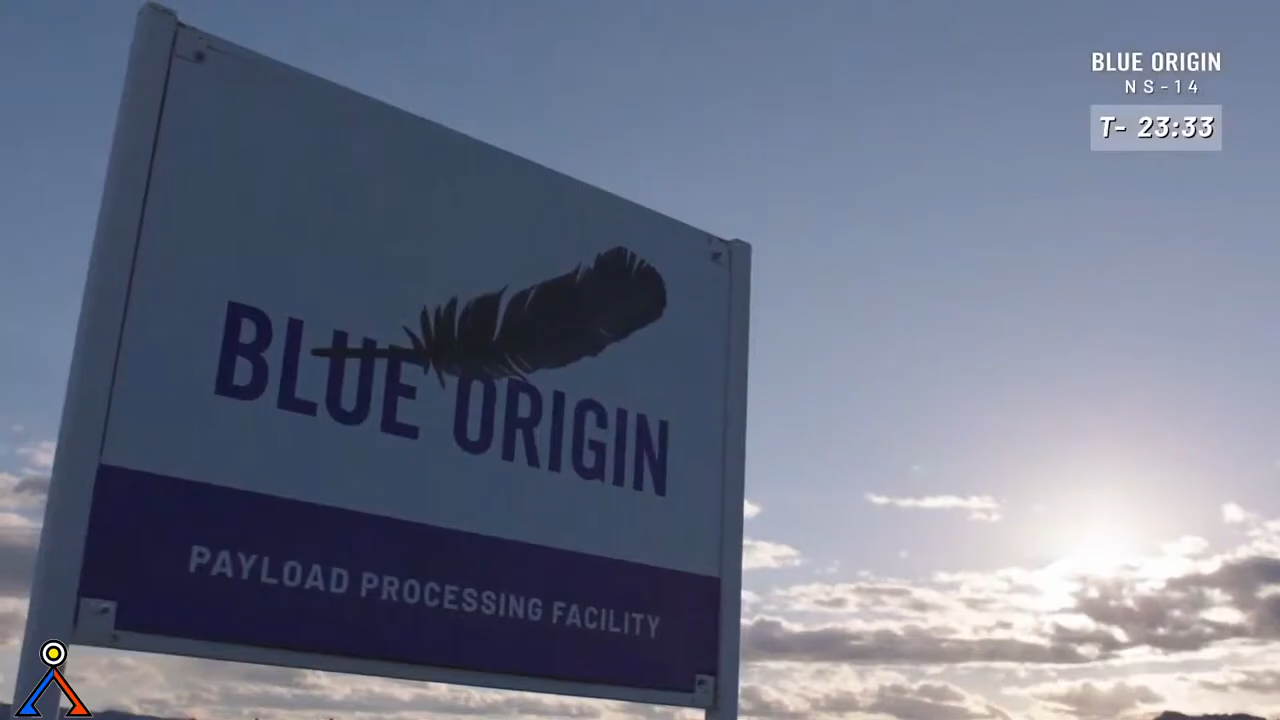 BLUE ORIGIN
NS-14
T- 23:33
BLUE ORIGIN
PAYLOAD PROCESSING FACILITY